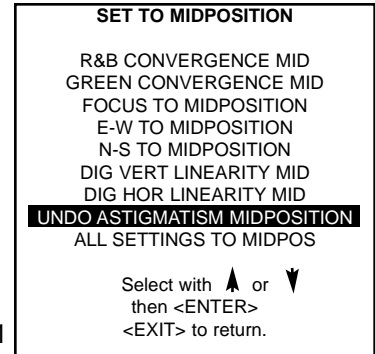 SET TO MIDPOSITION
R&B CONVERGENCE MID
GREEN CONVERGENCE MID
FOCUS TO MIDPOSITION
E-W TO MIDPOSITION
N-S TO MIDPOSITION
DIG VERT LINEARITY MID
DIG HOR LINEARITY MID
UNDO ASTIGMATISM MIDPOSITION
ALL SETTINGS TO MIDPOS
Select with or
then <ENTER>
<EXIT> to return.